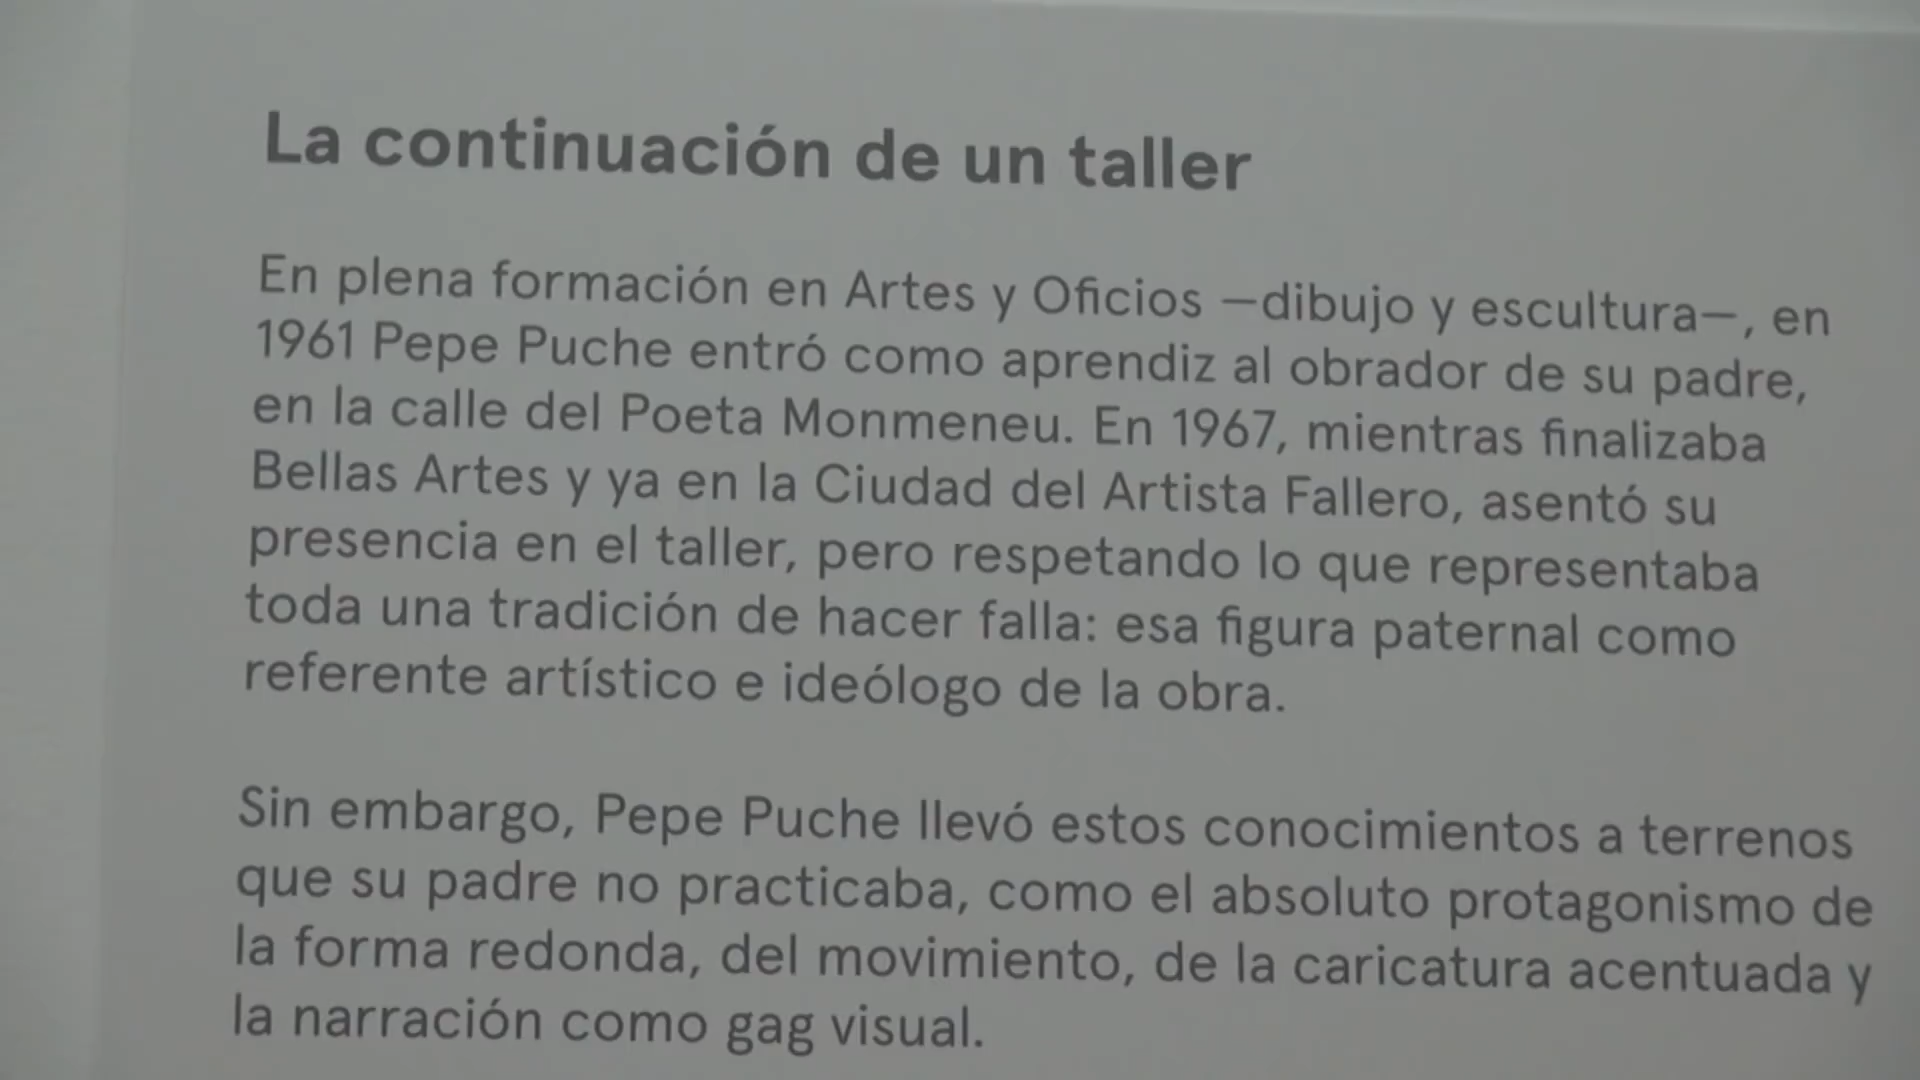 La continuación de un taller
En plena formación en Artes y Oficios —dibujo y escultura—, en
1961 Pepe Puche entró como aprendiz al obrador de su padre,
en la calle del Poeta Monmeneu. En 1967, mientras finalizaba
Bellas Artes y ya en la Ciudad del Artista Fallero, asentó su
presencia en el taller, pero respetando lo que representaba
toda una tradición de hacer falla: esa figura paternal como
referente artístico e ideólogo de la obra.
Sin embargo, Pepe Puche llevó estos conocimientos a terrenos
que su padre no practicaba, como el absoluto protagonismo de
la forma redonda, del movimiento, de la caricatura acentuada y
la narración como gag visual.